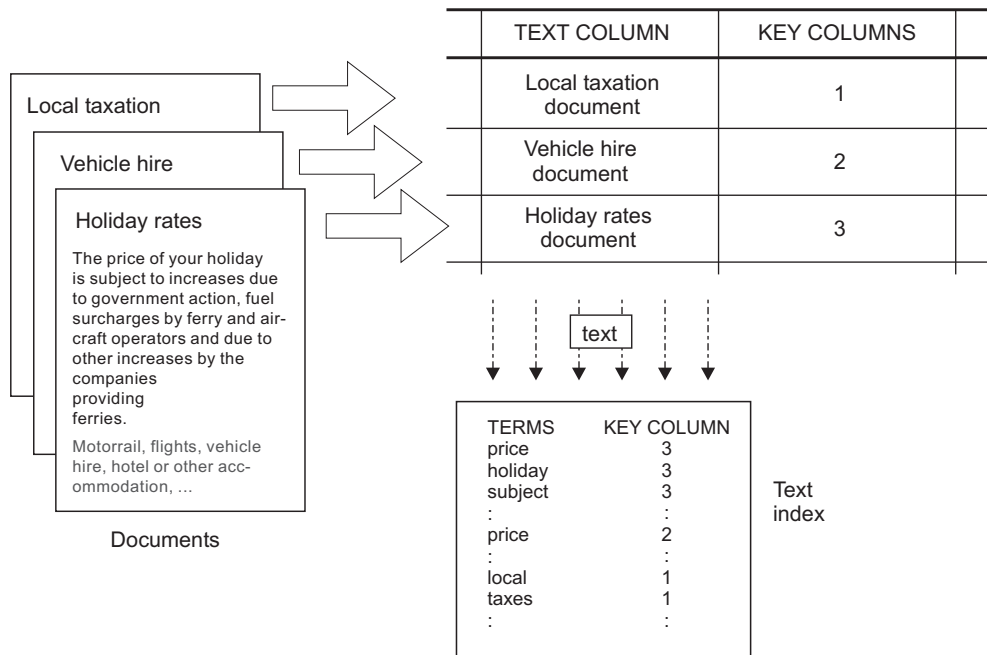 Local taxation
Vehicle hire
Holiday rates
The price of your holiday
is subject to increases due
to government action, fuel
surcharges by ferry and air-
craft operators and due to
other increases by the
companies
providing
ferries.
Motorrail, flights, vehicle
hire, hotel or other acc-
ommodation, ...
Documents
TEXT COLUMN KEY COLUMNS
Local taxation
document 1
Vehicle hire
document 2
Holiday rates
document 3
text
TERMS KEY COLUMN
price 3
holiday 3
subject 3
: :
price 2
: :
local 1
taxes 1
: :
Text
index